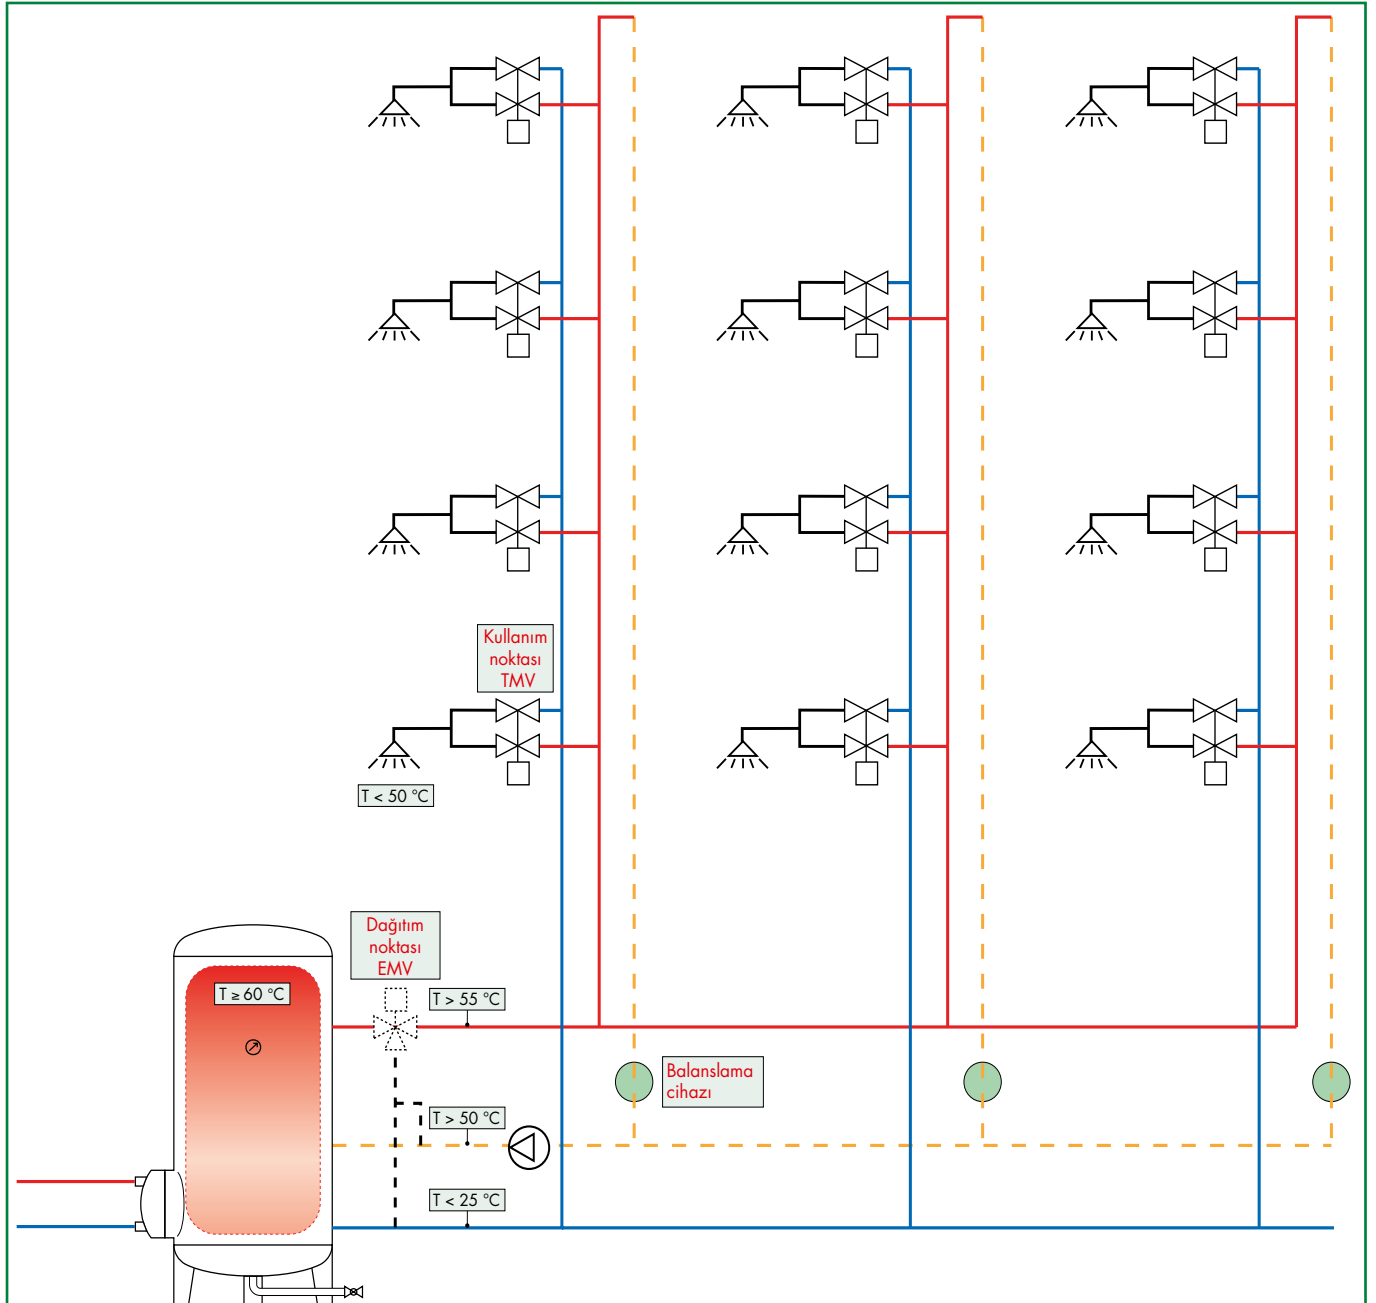 Kullanım
noktası
TMV
T < 50 °C
Dağıtım
noktası
EMV
T ≥ 60 °C
T > 55 °C
Balanslama
cihazı
T > 50 °C
T < 25 °C